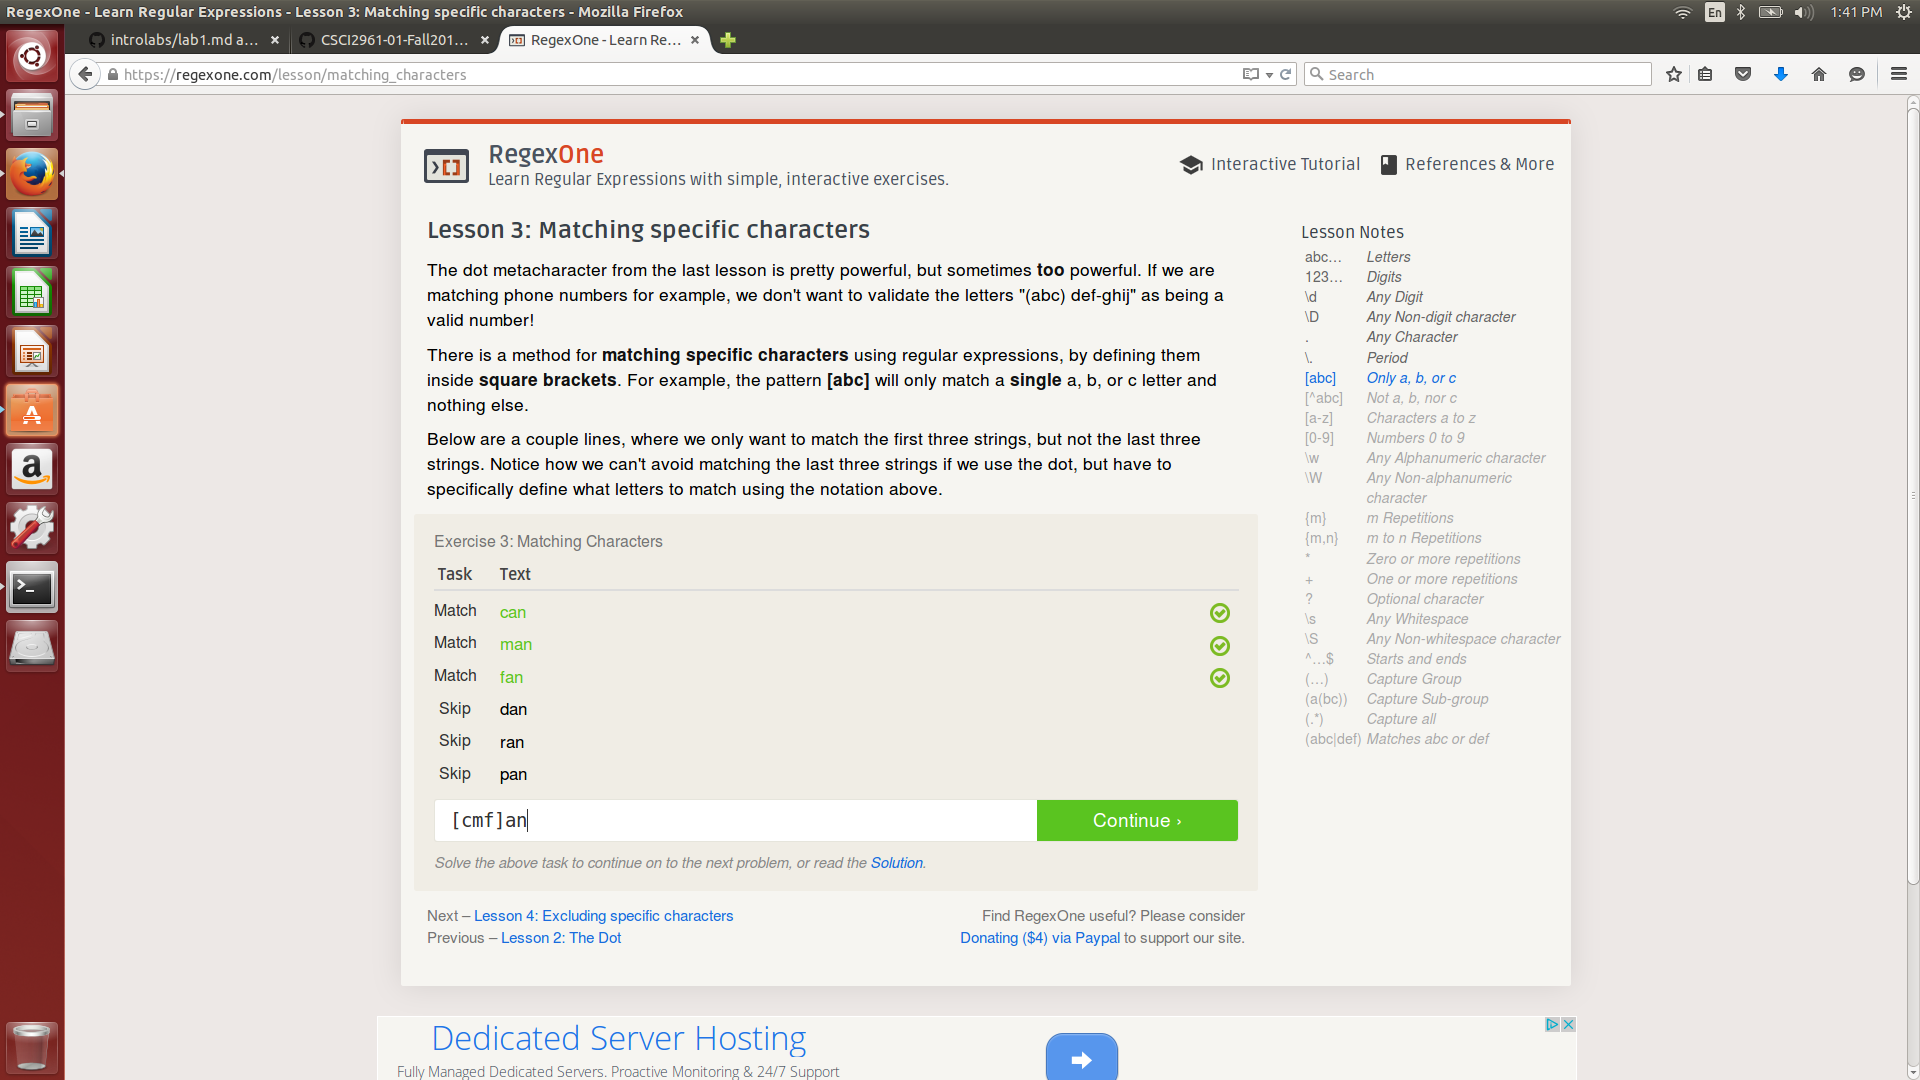 RegexOne - Learn Regular Expressions - Lesson 3: Matching specific characters - Mozilla Firefox
En
1:41 PM
introlabs/lab1.md a...
CSCI2961-01-Fall201...
RegexOne - Learn Re...
https://regexone.com/lesson/matching_characters
Search
RegexOne
Learn Regular Expressions with simple, interactive exercises.
Interactive Tutorial
References & More
Lesson 3: Matching specific characters
The dot metacharacter from the last lesson is pretty powerful, but sometimes too powerful. If we are
matching phone numbers for example, we don't want to validate the letters "(abc) def-ghij" as being a
valid number!
There is a method for matching specific characters using regular expressions, by defining them
inside square brackets. For example, the pattern [abc] will only match a single a, b, or c letter and
nothing else.
Below are a couple lines, where we only want to match the first three strings, but not the last three
strings. Notice how we can't avoid matching the last three strings if we use the dot, but have to
specifically define what letters to match using the notation above.
Exercise 3: Matching Characters
Task Text
Match can
Match man
Match fan
Skip dan
Skip ran
Skip pan
[cmf]an
Continue ›
Solve the above task to continue on to the next problem, or read the Solution.
Next – Lesson 4: Excluding specific characters
Previous – Lesson 2: The Dot
Find RegexOne useful? Please consider
Donating ($4) via Paypal to support our site.
Lesson Notes
abc… Letters
123… Digits
\d Any Digit
\D Any Non-digit character
. Any Character
\. Period
[abc] Only a, b, or c
[^abc] Not a, b, nor c
[a-z] Characters a to z
[0-9] Numbers 0 to 9
\w Any Alphanumeric character
\W Any Non-alphanumeric
character
{m} m Repetitions
{m,n} m to n Repetitions
* Zero or more repetitions
+ One or more repetitions
? Optional character
\s Any Whitespace
\S Any Non-whitespace character
^…$ Starts and ends
(…) Capture Group
(a(bc)) Capture Sub-group
(.*) Capture all
(abc|def) Matches abc or def
Dedicated Server Hosting
Fully Managed Dedicated Servers. Proactive Monitoring & 24/7 Support